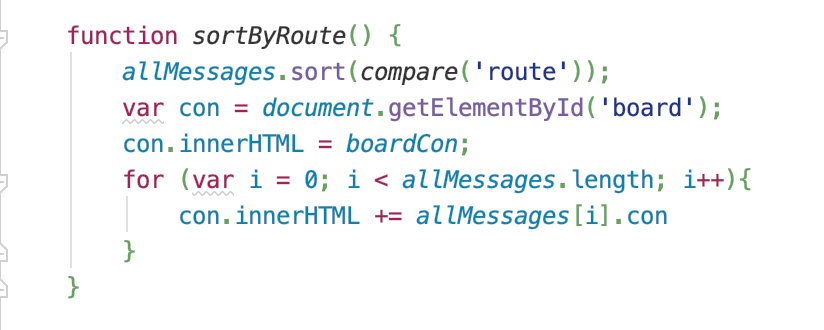 function sortByRoute() {
    allMessages.sort(compare('route'));
    var con = document.getElementById('board');
    con.innerHTML = boardCon;
    for (var i = 0; i < allMessages.length; i++){
        con.innerHTML += allMessages[i].con
    }
}